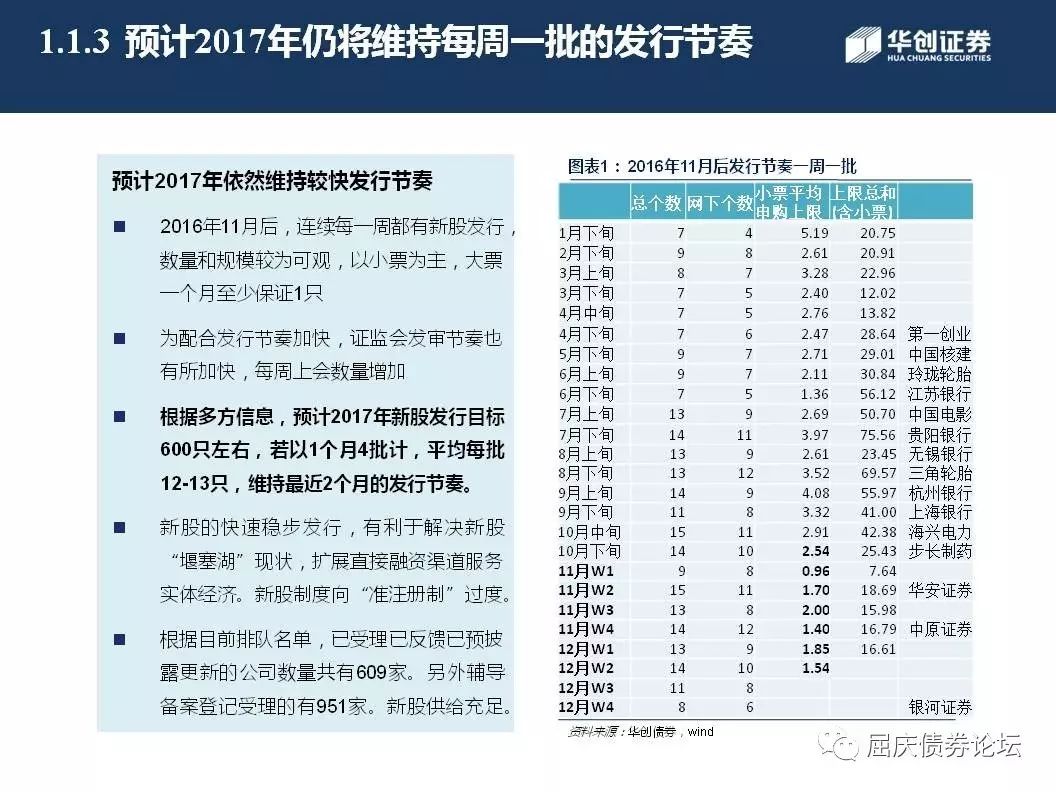 1.1.3 预计2017年仍将维持每周一批的发行节奏
华创证券
HUA CHUANG SECURITIES
预计2017年依然维持较快发行节奏
■ 2016年11月后，连续每一周都有新股发行，
数量和规模较为可观，以小票为主，大票
一个月至少保证1只
■ 为配合发行节奏加快，证监会发审节奏也
有所加快，每周上会数量增加
■ 根据多方信息，预计2017年新股发行目标
600只左右，若以1个月4批计，平均每批
12-13只，维持最近2个月的发行节奏。
■ 新股的快速稳步发行，有利于解决新股
“堰塞湖”现状，扩展直接融资渠道服务
实体经济。新股制度向“准注册制”过度。
■ 根据目前排队名单，已受理已反馈已预披
露更新的公司数量共有609家。另外辅导
备案登记受理的有951家。新股供给充足。
图表1：2016年11月后发行节奏一周一批
总个数 网下个数 小票平均 上限总和
申购上限 (含小票)
1月下旬 7 4 5.19 20.75
2月下旬 9 8 2.61 20.91
3月上旬 8 7 3.28 22.96
3月下旬 7 5 2.40 12.02
4月中旬 7 5 2.76 13.82
4月下旬 7 6 2.47 28.64 第一创业
5月下旬 9 7 2.71 29.01 中国核建
6月上旬 9 7 2.11 30.84 玲珑轮胎
6月下旬 7 5 1.36 56.12 江苏银行
7月上旬 13 9 2.69 50.70 中国电影
7月下旬 14 11 3.97 75.56 贵阳银行
8月上旬 13 9 2.61 23.45 无锡银行
8月下旬 13 12 3.52 69.57 三角轮胎
9月上旬 14 9 4.08 55.97 杭州银行
9月下旬 11 8 3.32 41.00 上海银行
10月中旬 15 11 2.91 42.38 海兴电力
10月下旬 14 10 2.54 25.43 步长制药
11月W1 9 8 0.96 7.64
11月W2 15 11 1.70 18.69 华安证券
11月W3 13 8 2.00 15.98
11月W4 14 12 1.40 16.79 中原证券
12月W1 13 9 1.85 16.61
12月W2 14 10 1.54
12月W3 11 8
12月W4 8 6 银河证券
资料来源：华创债券，wind
屈庆债券论坛